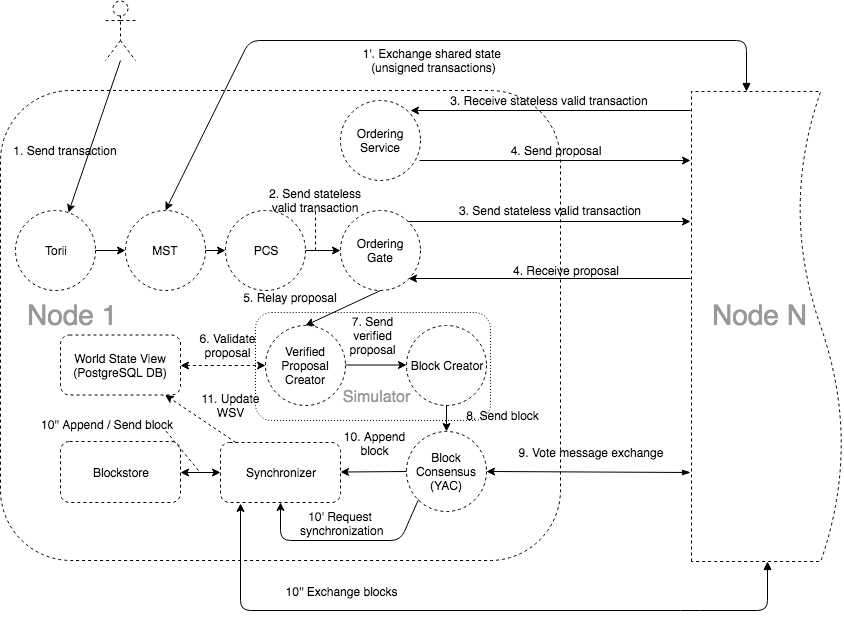 1'. Exchange shared state
(unsigned transactions)
3. Receive stateless valid transaction
Ordering
Service
1. Send transaction
4. Send proposal
2. Send stateless
valid transaction
3. Send stateless valid transaction
Torii
MST
PCS
Ordering
Gate
4. Receive proposal
5. Relay proposal
Node 1
Node N
7. Send
verified
proposal
6. Validate
proposal
World State View
(PostgreSQL DB)
Verified
Proposal
Creator
Block Creator
Simulator
11. Update
WSV
8. Send block
10" Append / Send block
10. Append
block
9. Vote message exchange
Blockstore
Synchronizer
Block
Consensus
(YAC)
10' Request
synchronization
10" Exchange blocks